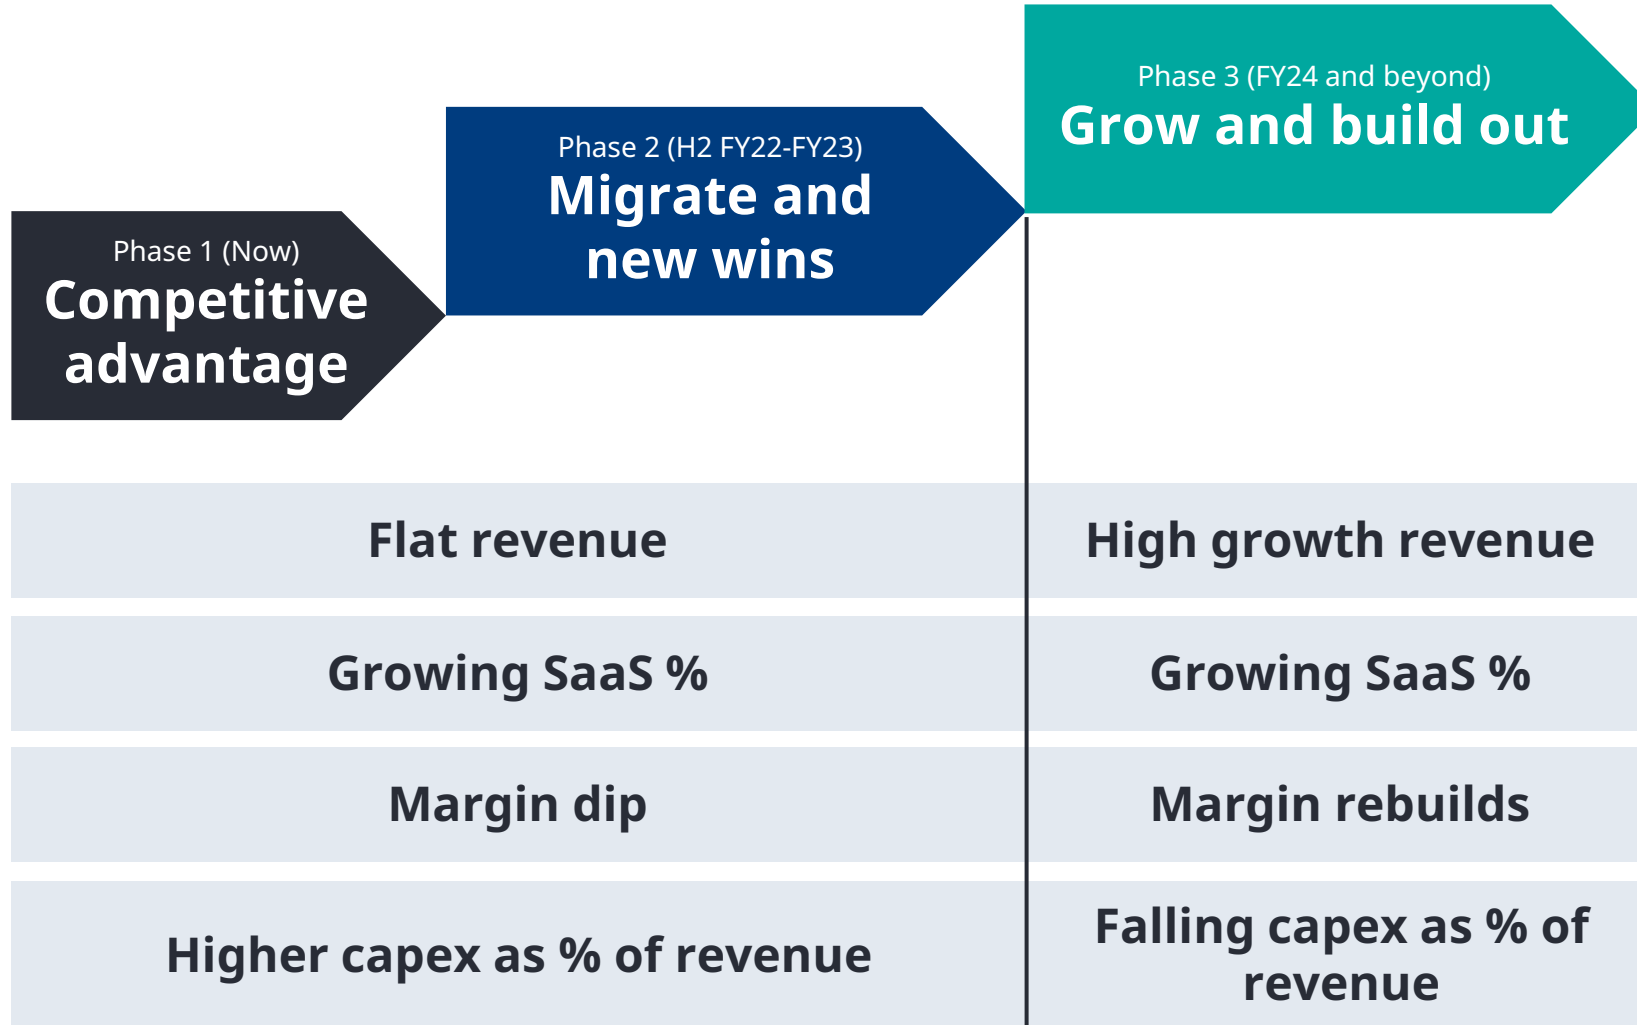 Phase 1 (Now)
Competitive
advantage
Phase 2 (H2 FY22-FY23)
Migrate and
new wins
Phase 3 (FY24 and beyond)
Grow and build out
Flat revenue
High growth revenue
Growing SaaS %
Growing SaaS %
Margin dip
Margin rebuilds
Higher capex as % of revenue
Falling capex as % of
revenue